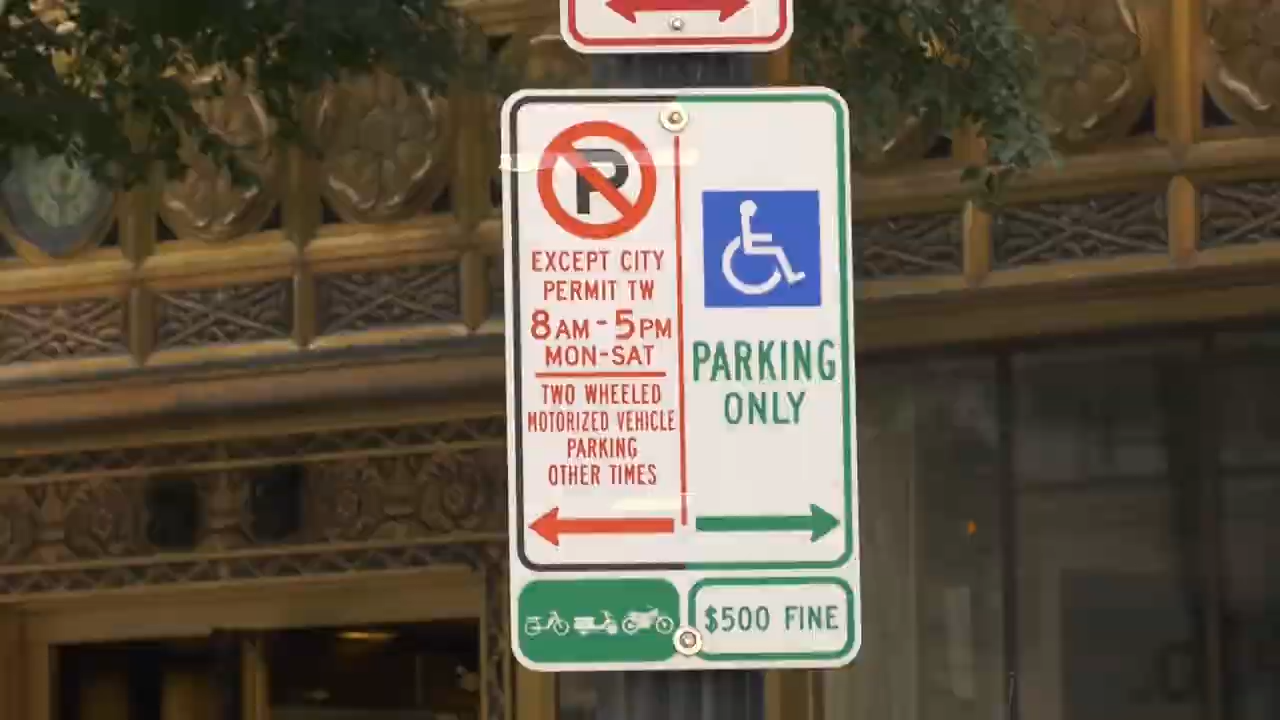 P
EXCEPT CITY
PERMIT TW
8AM-5PM
MON-SAT
TWO WHEELED
MOTORIZED VEHICLE
PARKING
OTHER TIMES
PARKING
ONLY
$500 FINE